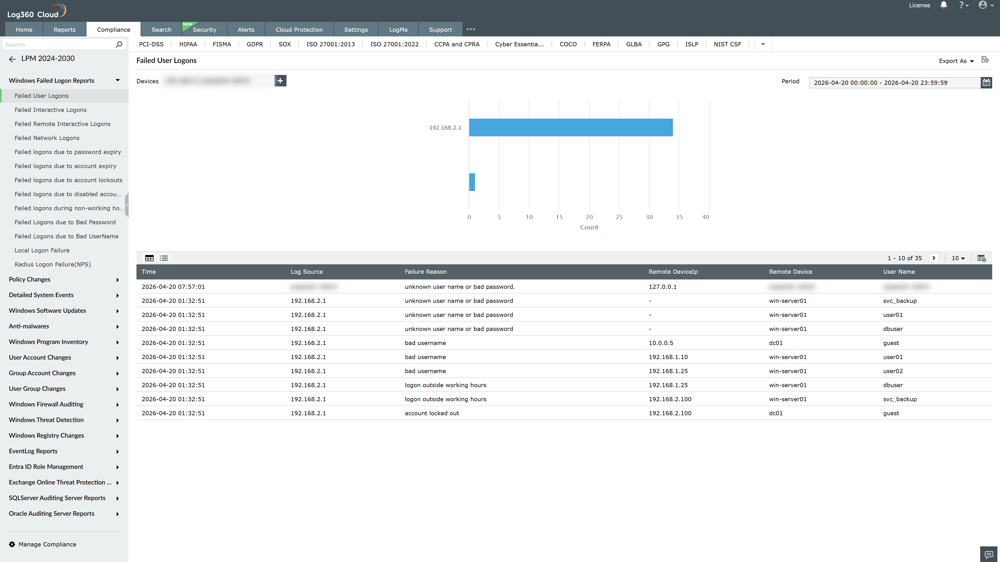 License
Log360 Cloud
Home Reports Compliance Search NEW Security Alerts Cloud Protection Settings LogMe Support
Search
PCI-DSS HIPAA FISMA GDPR SOX ISO 27001:2013 ISO 27001:2022 CCPA and CPRA Cyber Essentia... COCO FERPA GLBA GPG ISLP NIST CSF
LPM 2024-2030
Windows Failed Logon Reports
Failed User Logons
Failed Interactive Logons
Failed Remote Interactive Logons
Failed Network Logons
Failed logons due to password expiry
Failed logons due to account expiry
Failed logons due to account lockouts
Failed logons due to disabled accou...
Failed logons during non-working ho...
Failed Logons due to Bad Password
Failed Logons due to Bad UserName
Local Logon Failure
Radius Logon Failure(NPS)
Policy Changes
Detailed System Events
Windows Software Updates
Anti-malwares
Windows Program Inventory
User Account Changes
Group Account Changes
User Group Changes
Windows Firewall Auditing
Windows Threat Detection
Windows Registry Changes
EventLog Reports
Entra ID Role Management
Exchange Online Threat Protection ...
SQLServer Auditing Server Reports
Oracle Auditing Server Reports
Manage Compliance
Failed User Logons
Export As
Devices
Period 2026-04-20 00:00:00 - 2026-04-20 23:59:59
192.168.2.1
0 5 10 15 20 25 30 35 40
Count
1 - 10 of 35 10
Time Log Source Failure Reason Remote DeviceIp Remote Device User Name
2026-04-20 07:57:01 unknown user name or bad password. 127.0.0.1
2026-04-20 01:32:51 192.168.2.1 unknown user name or bad password - win-server01 svc_backup
2026-04-20 01:32:51 192.168.2.1 unknown user name or bad password - win-server01 user01
2026-04-20 01:32:51 192.168.2.1 unknown user name or bad password - win-server01 dbuser
2026-04-20 01:32:51 192.168.2.1 bad username 10.0.0.5 dc01 guest
2026-04-20 01:32:51 192.168.2.1 bad username 192.168.1.10 win-server01 user01
2026-04-20 01:32:51 192.168.2.1 bad username 192.168.1.25 win-server01 user02
2026-04-20 01:32:51 192.168.2.1 logon outside working hours 192.168.1.25 win-server01 dbuser
2026-04-20 01:32:51 192.168.2.1 logon outside working hours 192.168.2.100 win-server01 svc_backup
2026-04-20 01:32:51 192.168.2.1 account locked out 192.168.2.100 dc01 guest